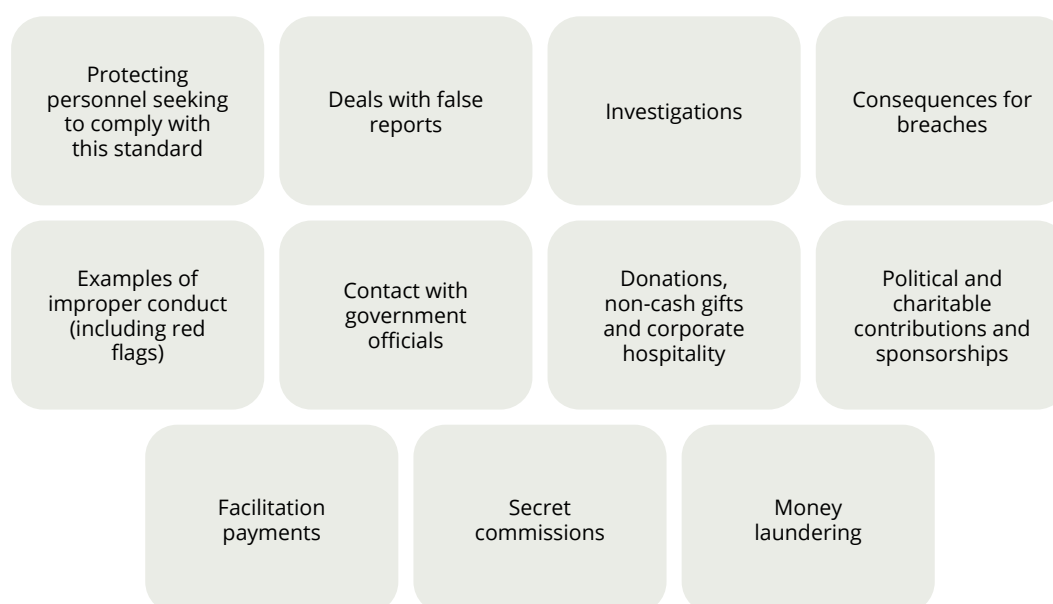 Protecting
personnel seeking
to comply with
this standard
Deals with false
reports
Investigations
Consequences for
breaches
Examples of
improper conduct
(including red
flags)
Contact with
government
officials
Donations,
non-cash gifts
and corporate
hospitality
Political and
charitable
contributions and
sponsorships
Facilitation
payments
Secret
commissions
Money
laundering